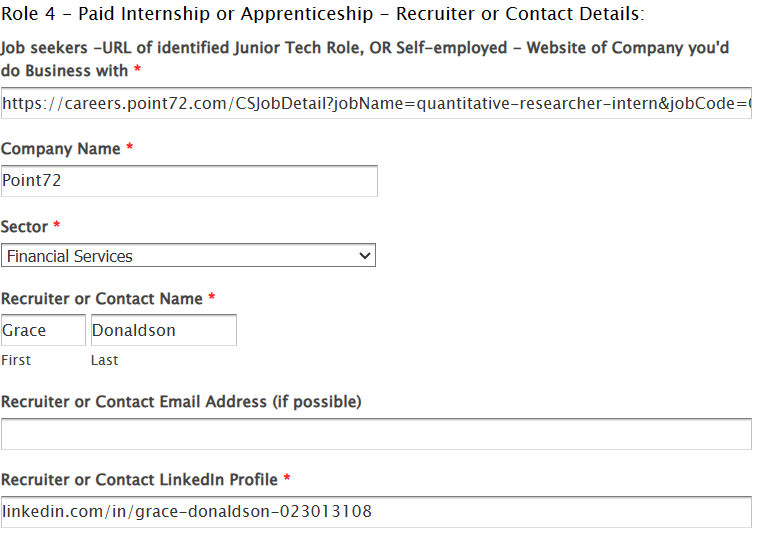 Role 4 – Paid Internship or Apprenticeship – Recruiter or Contact Details:
Job seekers –URL of identified Junior Tech Role, OR Self-employed – Website of Company you'd
do Business with *
https://careers.point72.com/CSJobDetail?jobName=quantitative-researcher-intern&jobCode=
Company Name *
Point72
Sector *
Financial Services
Recruiter or Contact Name *
Grace Donaldson
First Last
Recruiter or Contact Email Address (if possible)
Recruiter or Contact LinkedIn Profile *
linkedin.com/in/grace-donaldson-023013108